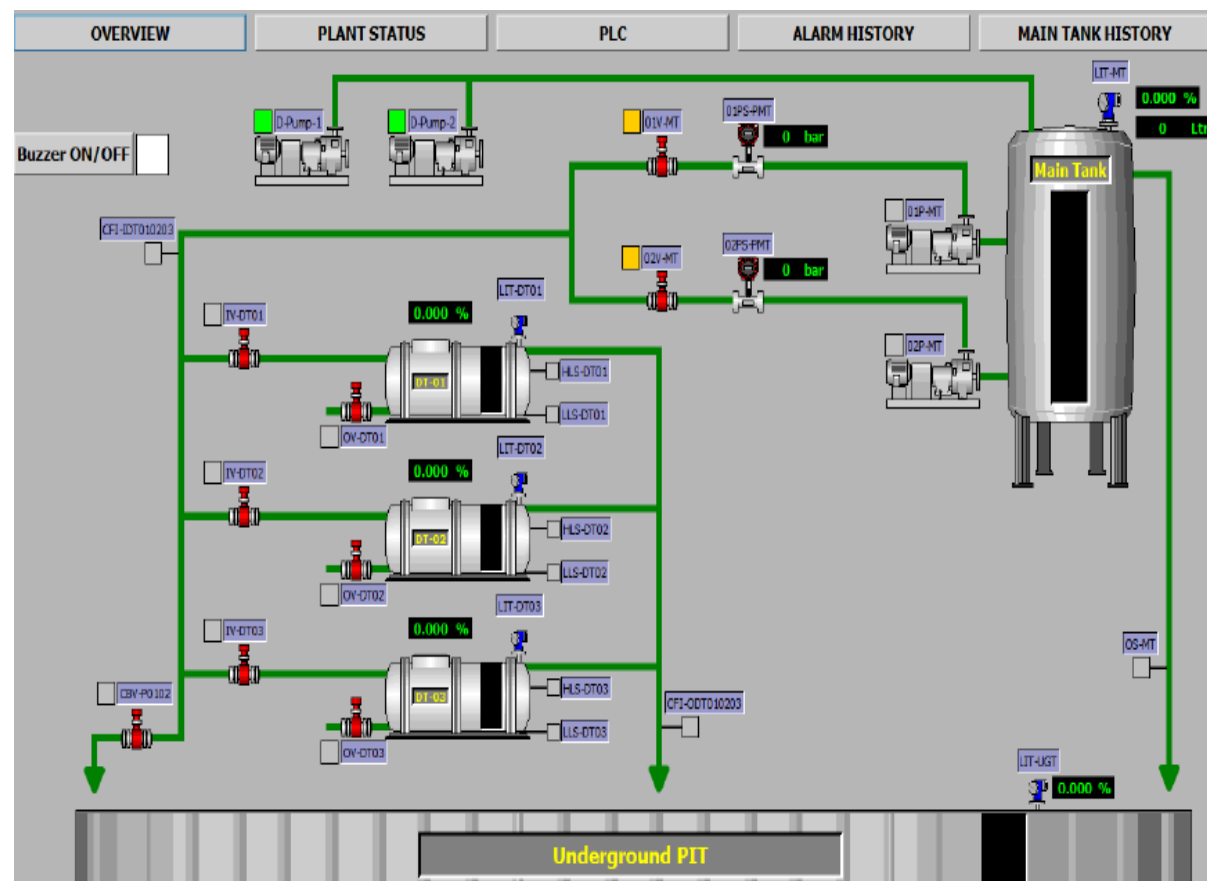 OVERVIEW
PLANT STATUS
PLC
ALARM HISTORY
MAIN TANK HISTORY
LIT-MT
0.000 %
0 Ltr
D-Pump-1
D-Pump-2
01V-MT
01PS-PMT
0 bar
Buzzer ON/OFF
Main Tank
01P-MT
CFI-IDT010203
02V-MT
02PS-PMT
0 bar
LIT-DT01
0.000 %
IV-DT01
02P-MT
DT-01
HLS-DT01
LLS-DT01
OV-DT01
LIT-DT02
0.000 %
IV-DT02
DT-02
HLS-DT02
LLS-DT02
OV-DT02
LIT-DT03
0.000 %
IV-DT03
OS-MT
DT-03
HLS-DT03
CBV-P0102
CFI-ODT010203
LLS-DT03
OV-DT03
LIT-UGT
0.000 %
Underground PIT